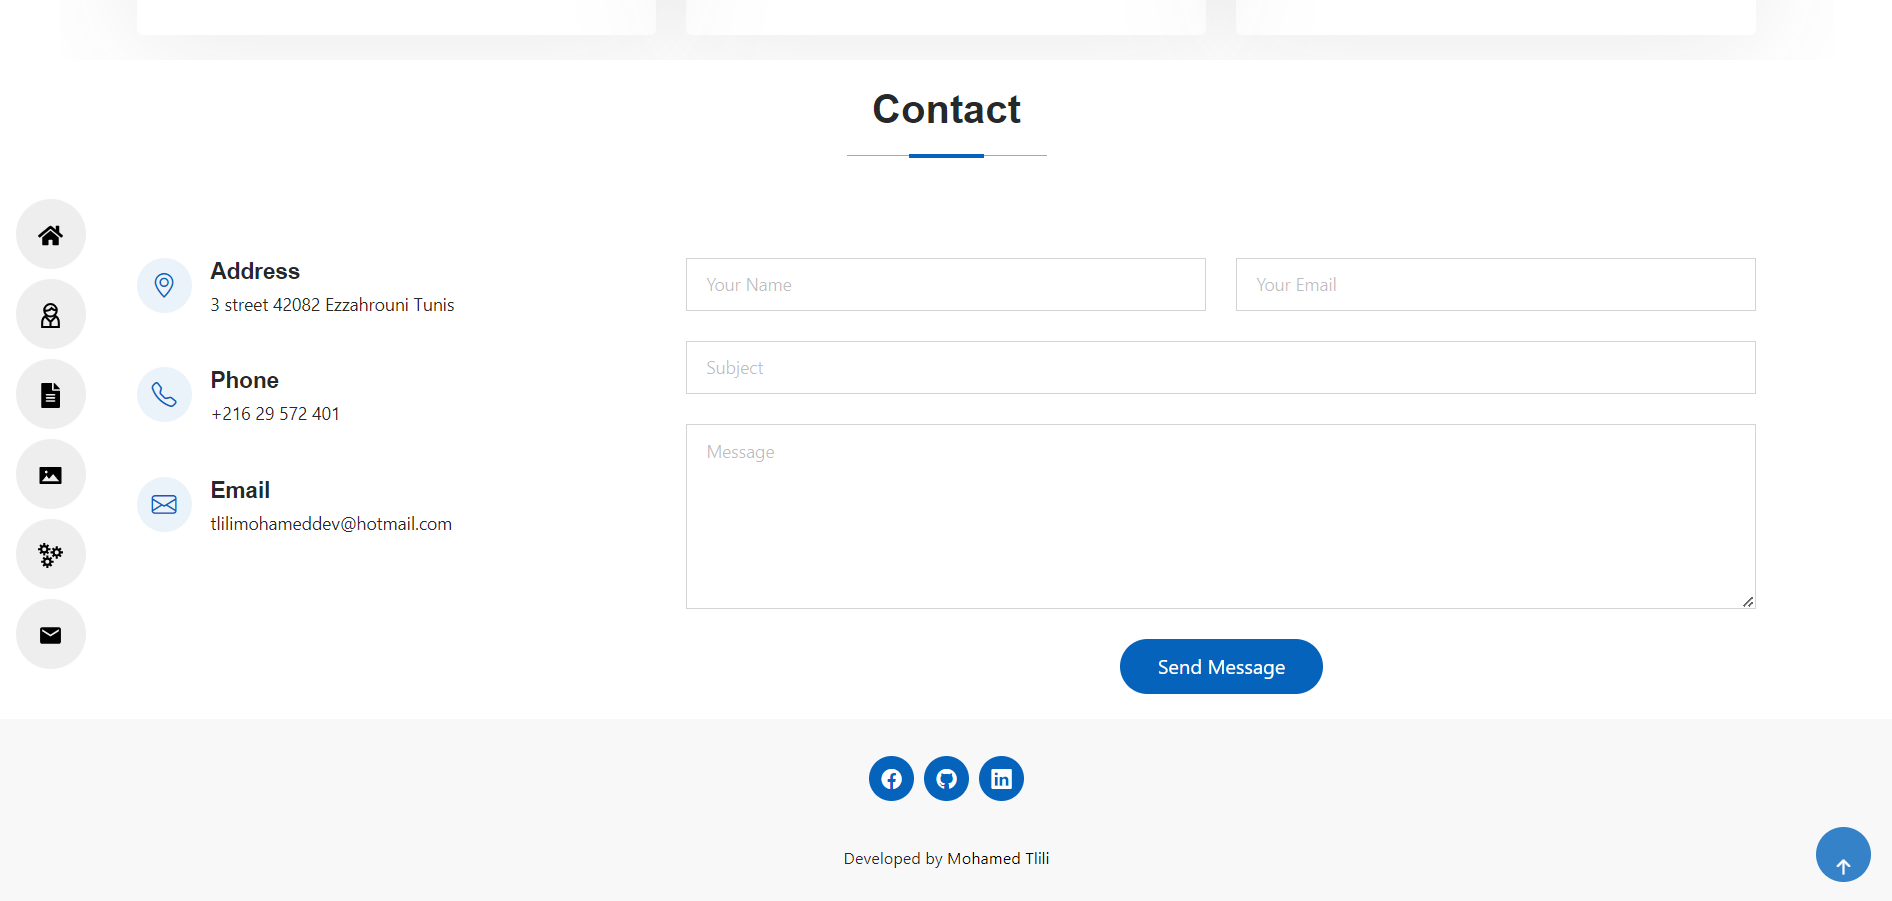 Contact
Address
3 street 42082 Ezzahrouni Tunis
Phone
+216 29 572 401
Email
tlilimohameddev@hotmail.com
Your Name
Your Email
Subject
Message
Send Message
Developed by Mohamed Tlili